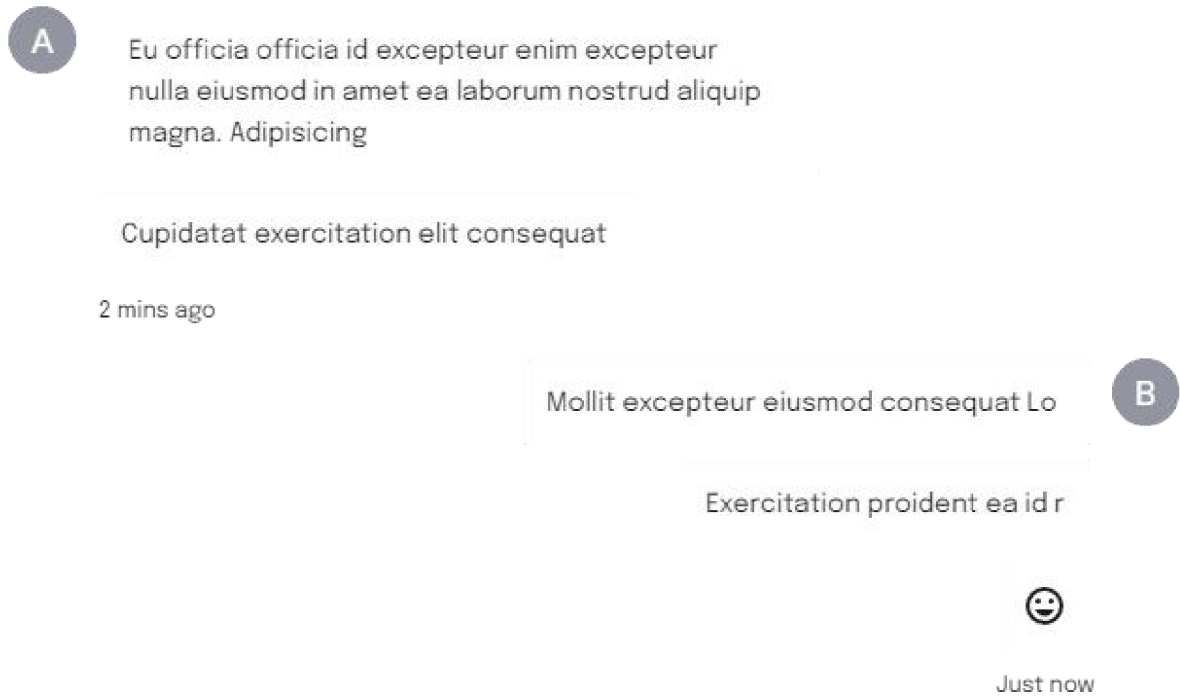 A
Eu officia officia id excepteur enim excepteur
nulla eiusmod in amet ea laborum nostrud aliquip
magna. Adipisicing
Cupidatat exercitation elit consequat
2 mins ago
Mollit excepteur eiusmod consequat Lo
B
Exercitation proident ea id r
Just now